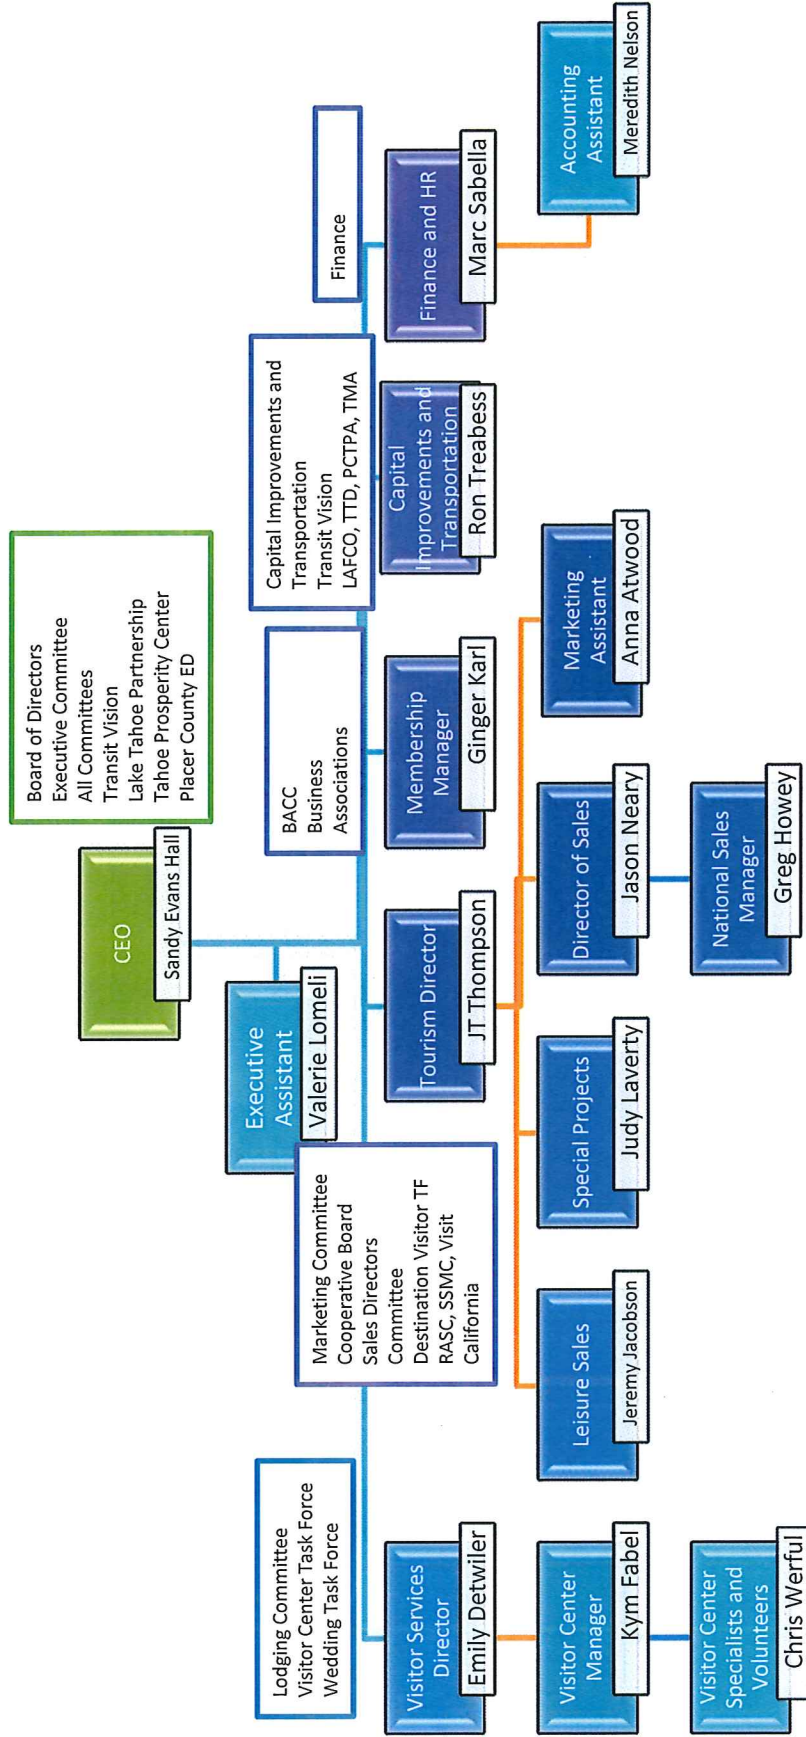 Board of Directors
Executive Committee
All Committees
Transit Vision
Lake Tahoe Partnership
Tahoe Prosperity Center
Placer County ED
CEO
Sandy Evans Hall
Executive
Assistant
Valerie Lomeli
Lodging Committee
Visitor Center Task Force
Wedding Task Force
Marketing Committee
Cooperative Board
Sales Directors
Committee
Destination Visitor TF
RASC, SSMC, Visit
California
BACC
Business
Associations
Capital Improvements and
Transportation
Transit Vision
LAFCO, TTD, PCTPA, TMA
Finance
Visitor Services
Director
Emily Detwiler
Tourism Director
JT Thompson
Membership
Manager
Ginger Karl
Capital
Improvements and
Transportation
Ron Treabess
Finance and HR
Marc Sabella
Visitor Center
Manager
Kym Fabel
Leisure Sales
Jeremy Jacobson
Special Projects
Judy Laverty
Director of Sales
Jason Neary
Marketing
Assistant
Anna Atwood
Accounting
Assistant
Meredith Nelson
Visitor Center
Specialists and
Volunteers
Chris Werful
National Sales
Manager
Greg Howey